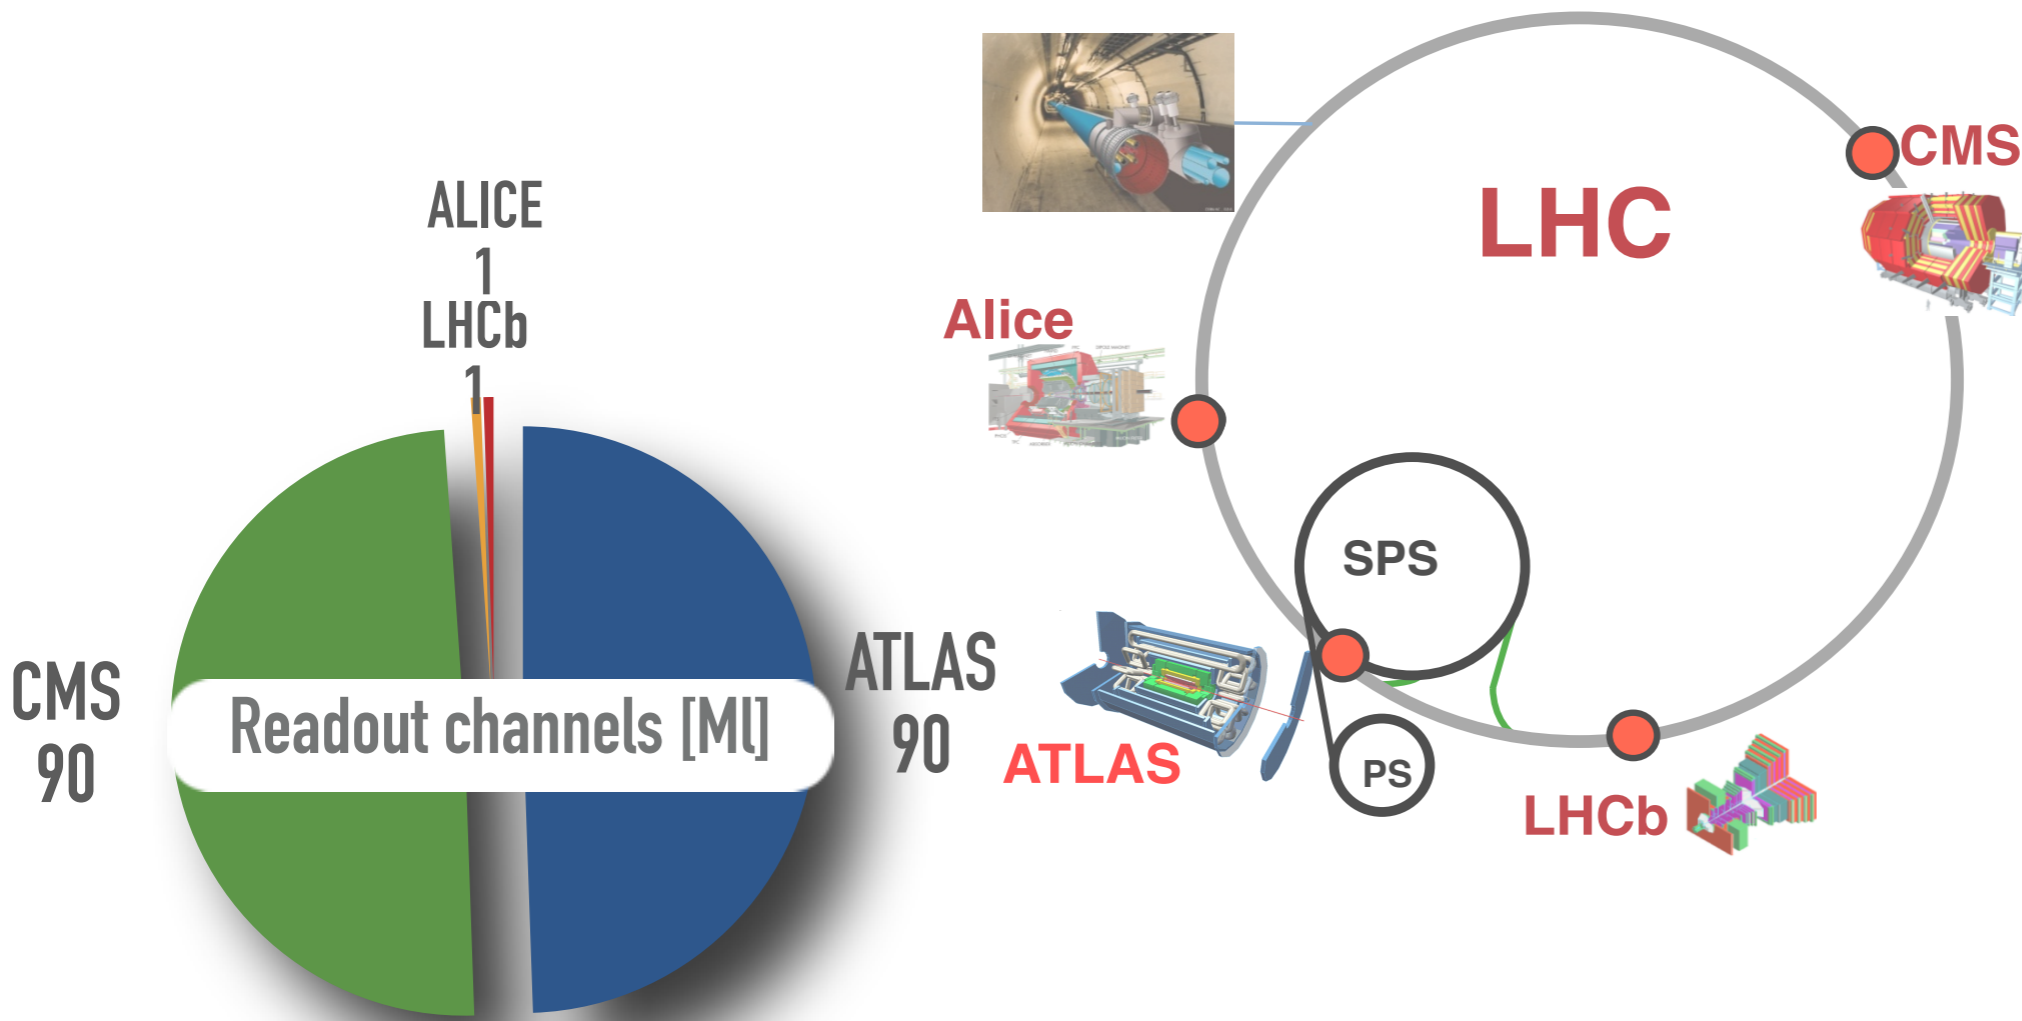 ALICE
1
LHCb
1
CMS
90
Readout channels [Ml]
ATLAS
90
LHC
CMS
Alice
SPS
ATLAS
PS
LHCb